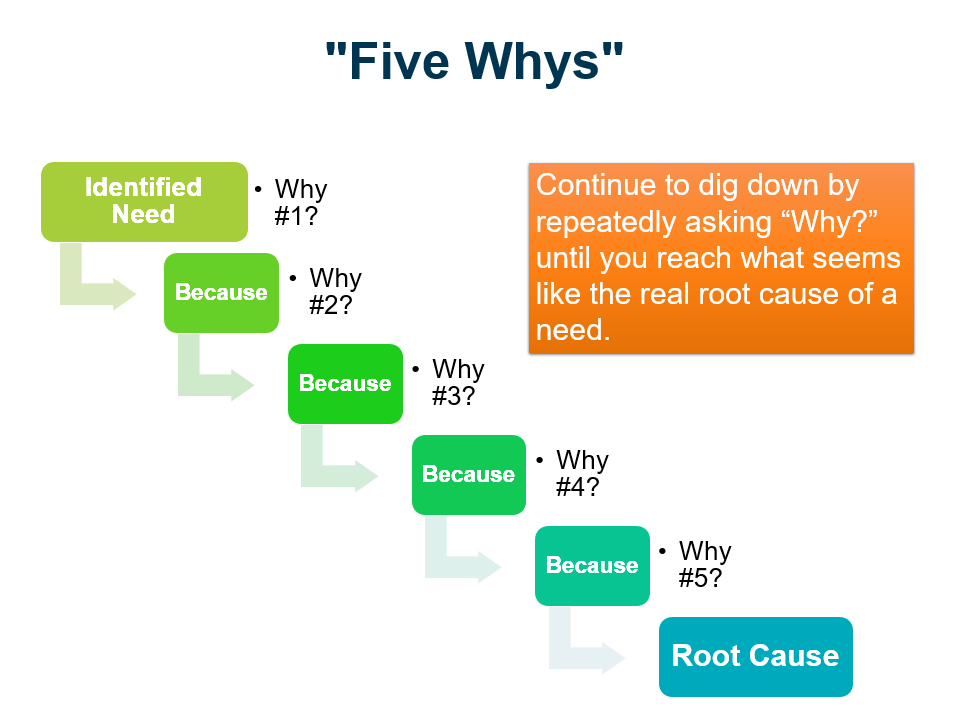 "Five Whys"
Identified
Need
• Why
#1?
Continue to dig down by
repeatedly asking “Why?”
until you reach what seems
like the real root cause of a
need.
Because
• Why
#2?
Because
• Why
#3?
Because
• Why
#4?
Because
• Why
#5?
Root Cause